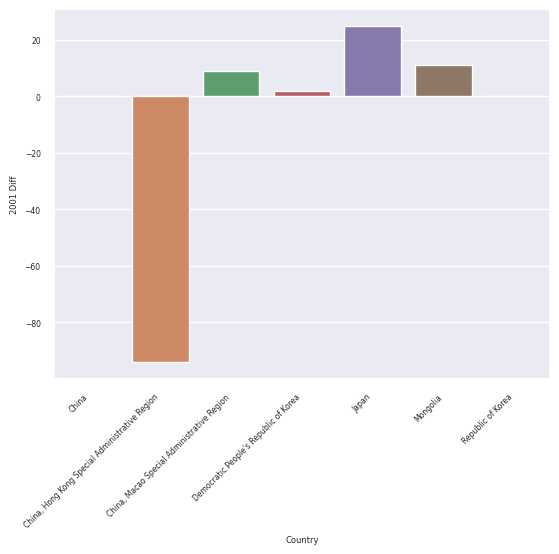 20
0
−20
−40
−60
−80
2001 Diff
China
China, Hong Kong Special Administrative Region
China, Macao Special Administrative Region
Democratic People's Republic of Korea
Japan
Mongolia
Republic of Korea
Country